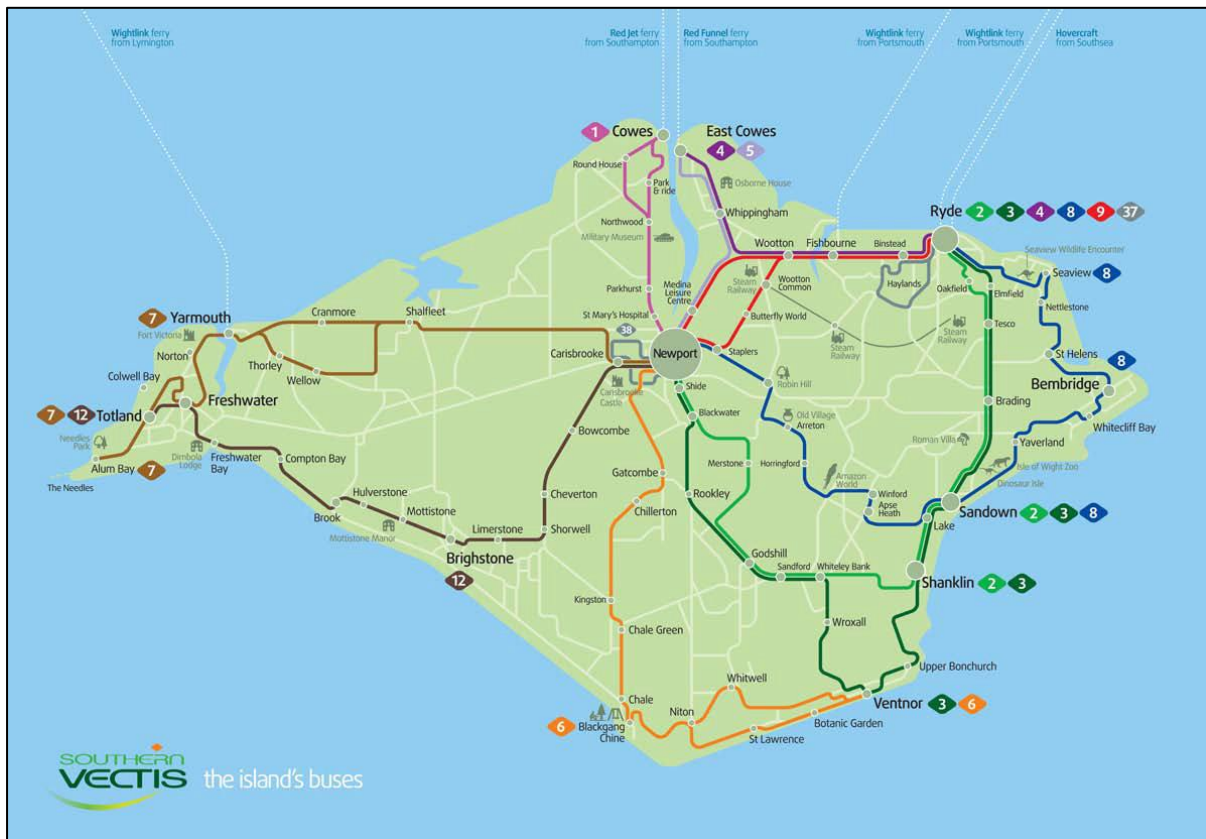 Wightlink ferry
from Lymington
Red Jet ferry
from Southampton
Red Funnel ferry
from Southampton
Wightlink ferry
from Portsmouth
Wightlink ferry
from Portsmouth
Hovercraft
from Southsea
1 Cowes
East Cowes
4 5
Round House
Park
& ride
Osborne House
Whippingham
Northwood
Military Museum
Ryde 2 3 4 8 9 37
Wootton
Fishbourne
Binstead
Seaview Wildlife Encounter
Seaview 8
Steam
Railway
Wootton
Common
Haylands
Oakfield
Elmfield
Nettlestone
Parkhurst
Medina
Leisure
Centre
St Mary's Hospital
Butterfly World
Tesco
Steam
Railway
Steam
Railway
7 Yarmouth
Cranmore
Shalfleet
Fort Victoria
Norton
38
Carisbrooke
Newport
Staplers
St Helens
8
Thorley
Wellow
Colwell Bay
Carisbrooke
Castle
Shide
Robin Hill
Bembridge
7 12 Totland
Freshwater
Blackwater
Old Village
Arreton
Brading
Whitecliff Bay
Needles
Park
Bowcombe
Roman Villa
Yaverland
Alum Bay 7
Dimbola
Lodge
Freshwater
Bay
Compton Bay
Gatcombe
Merstone
Horringford
Amazon
World
Isle of Wight Zoo
Dinosaur Isle
The Needles
Hulverstone
Cheverton
Chillerton
Rookley
Winford
Apse
Heath
Sandown 2 3 8
Brook
Mottistone
Lake
Mottistone Manor
Limerstone
Shorwell
Brighstone
12
Godshill
Sandford
Whiteley Bank
Shanklin 2 3
Kingston
Chale Green
Wroxall
Upper Bonchurch
Whitwell
Chale
Ventnor 3 6
6 Blackgang
Chine
Niton
Botanic Garden
St Lawrence
SOUTHERN
VECTIS the island's buses